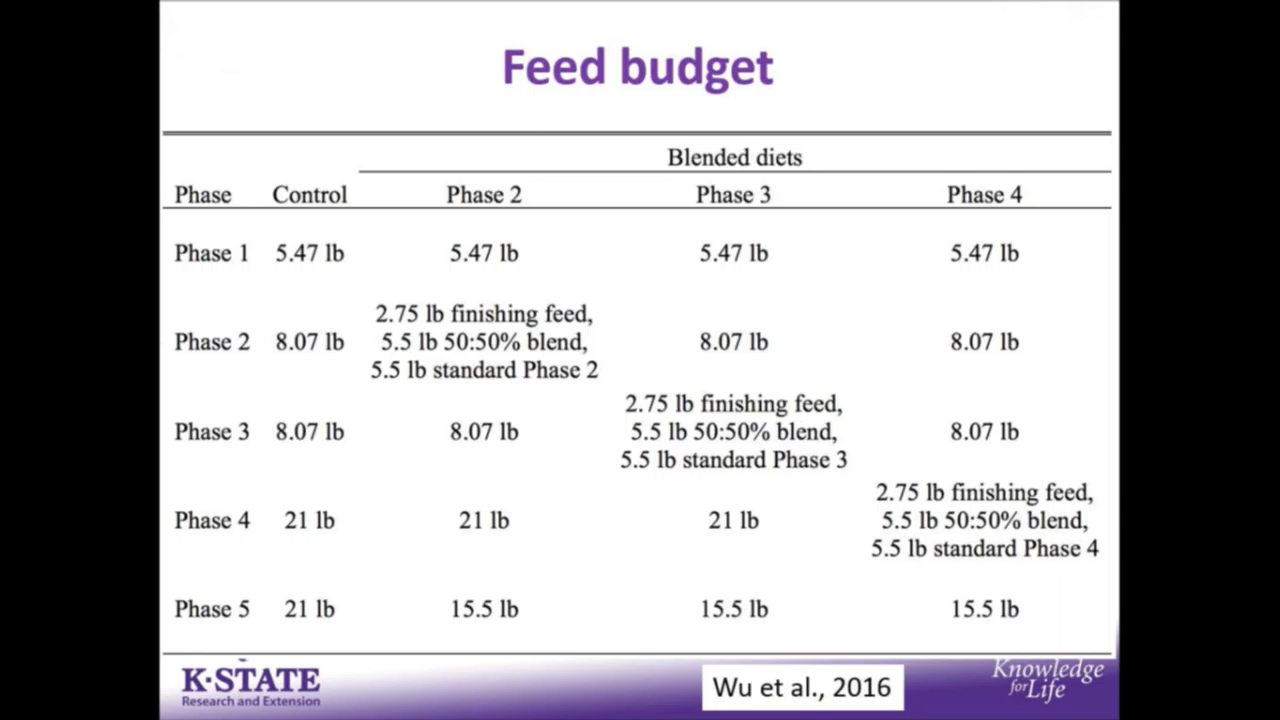 Feed budget
Blended diets
Phase Control Phase 2 Phase 3 Phase 4
Phase 1 5.47 lb 5.47 lb 5.47 lb 5.47 lb
2.75 lb finishing feed,
Phase 2 8.07 lb 5.5 lb 50:50% blend, 8.07 lb 8.07 lb
5.5 lb standard Phase 2
2.75 lb finishing feed,
Phase 3 8.07 lb 8.07 lb 5.5 lb 50:50% blend, 8.07 lb
5.5 lb standard Phase 3
2.75 lb finishing feed,
Phase 4 21 lb 21 lb 21 lb 5.5 lb 50:50% blend,
5.5 lb standard Phase 4
Phase 5 21 lb 15.5 lb 15.5 lb 15.5 lb
K·STATE
Research and Extension
Wu et al., 2016
Knowledge
for Life